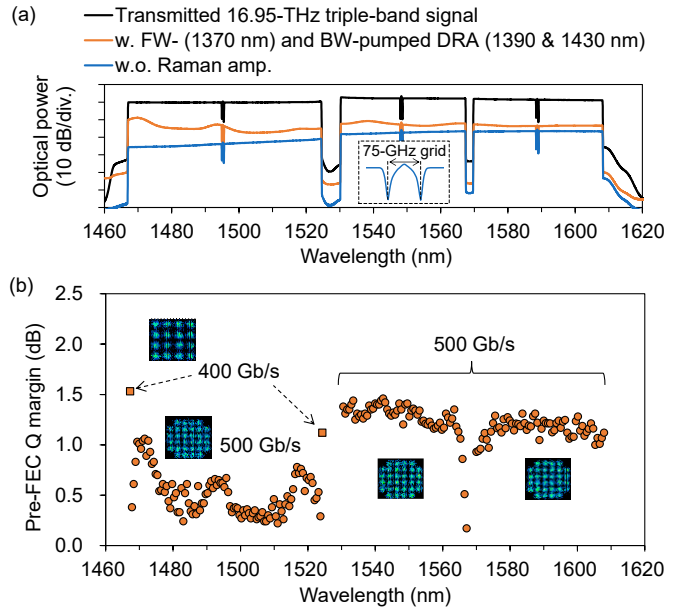 (a)
Transmitted 16.95-THz triple-band signal
w. FW- (1370 nm) and BW-pumped DRA (1390 & 1430 nm)
w.o. Raman amp.
Optical power
(10 dB/div.)
75-GHz grid
1460 1480 1500 1520 1540 1560 1580 1600 1620
Wavelength (nm)
(b)
Pre-FEC Q margin (dB)
2.5
2.0
1.5
1.0
0.5
0.0
400 Gb/s
500 Gb/s
500 Gb/s
1460 1480 1500 1520 1540 1560 1580 1600 1620
Wavelength (nm)